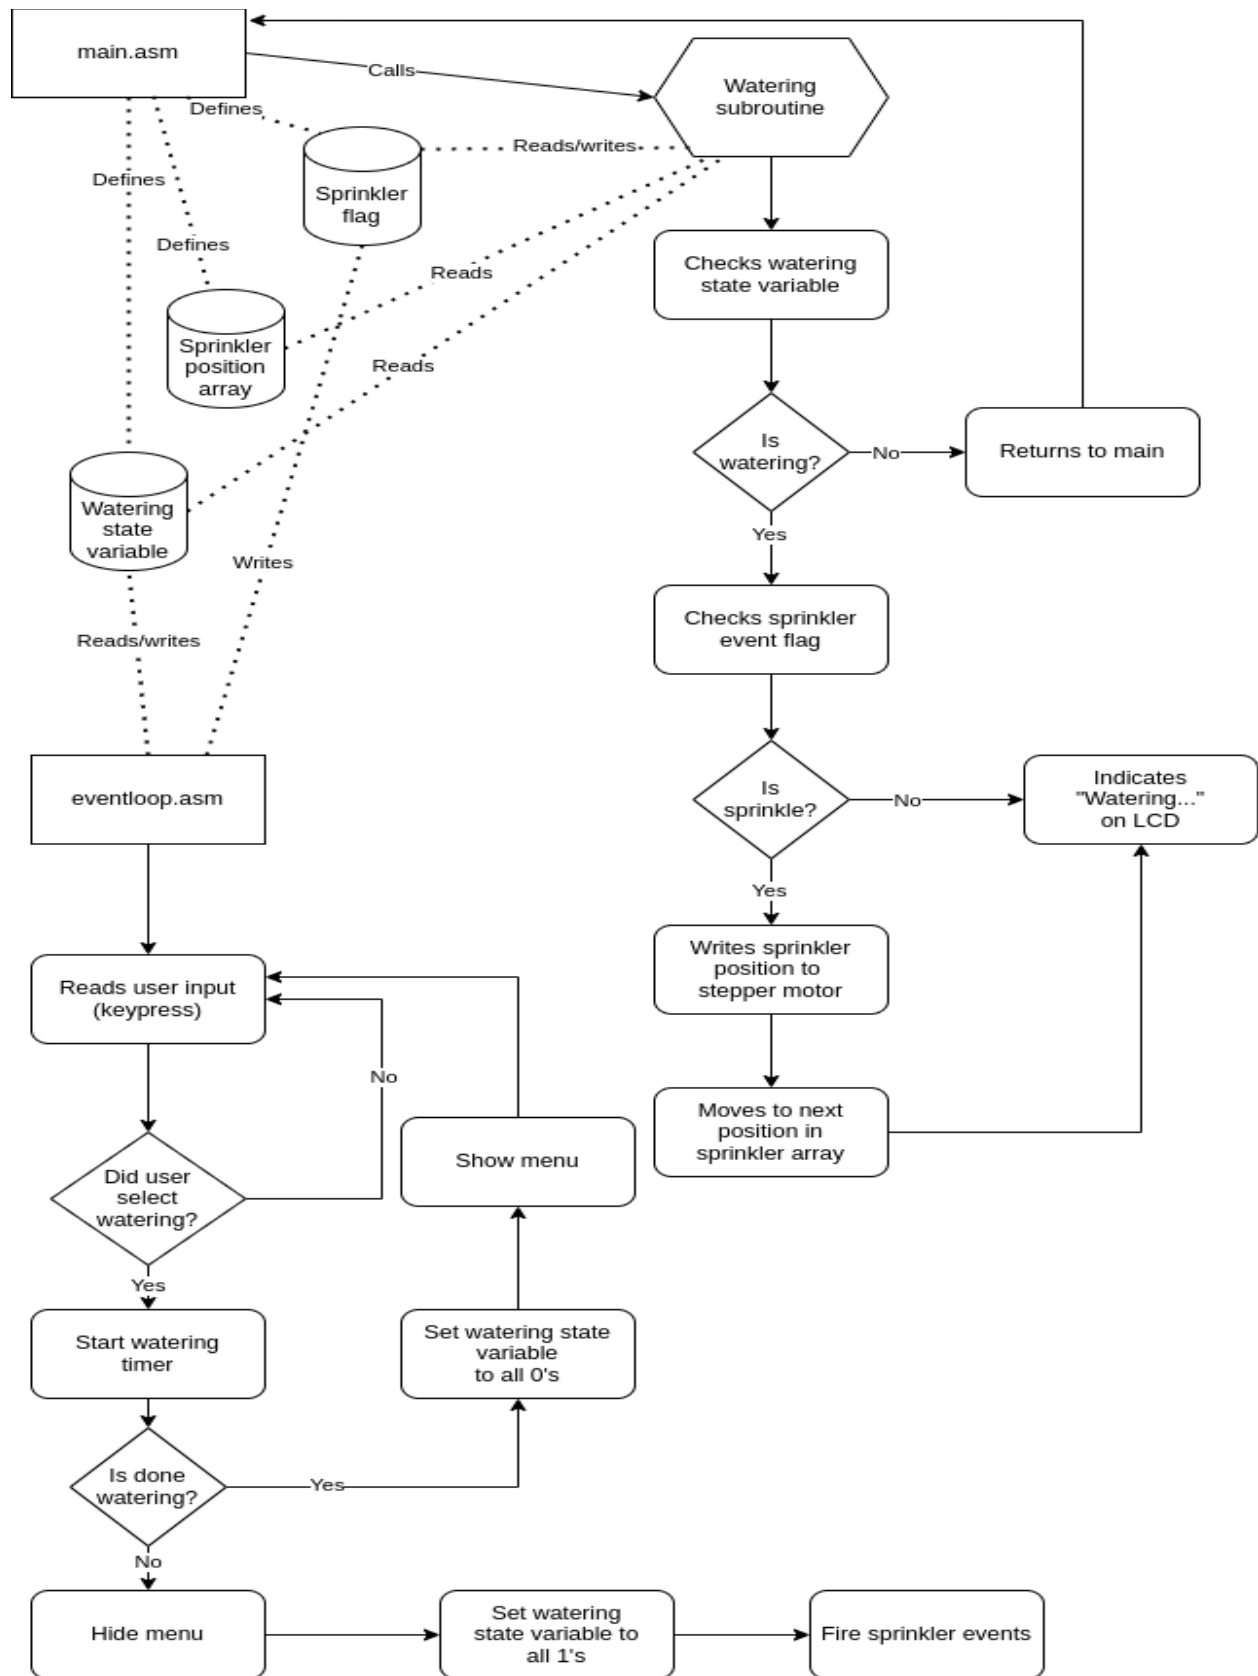 main.asm
Calls
Watering
subroutine
Defines
Reads/writes
Defines
Sprinkler
flag
Defines
Reads
Checks watering
state variable
Sprinkler
position
array
Reads
Is
watering?
No
Returns to main
Watering
state
variable
Yes
Writes
Checks sprinkler
event flag
Reads/writes
eventloop.asm
Is
sprinkle?
No
Indicates
"Watering..."
on LCD
Yes
Writes sprinkler
position to
stepper motor
Reads user input
(keypress)
No
Moves to next
position in
sprinkler array
Show menu
Did user
select
watering?
Yes
Start watering
timer
Set watering state
variable
to all 0's
Is done
watering?
Yes
No
Hide menu
Set watering
state variable to
all 1's
Fire sprinkler events